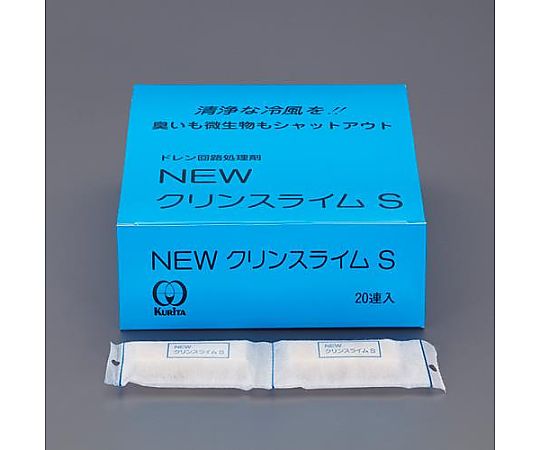 清浄な冷風を!!
臭いも微生物もシャットアウト
ドレン回路処理剤
NEW
クリンスライム S
NEW クリンスライム S
20連入
KURITA
NEW
クリンスライム S
NEW
クリンスライム S